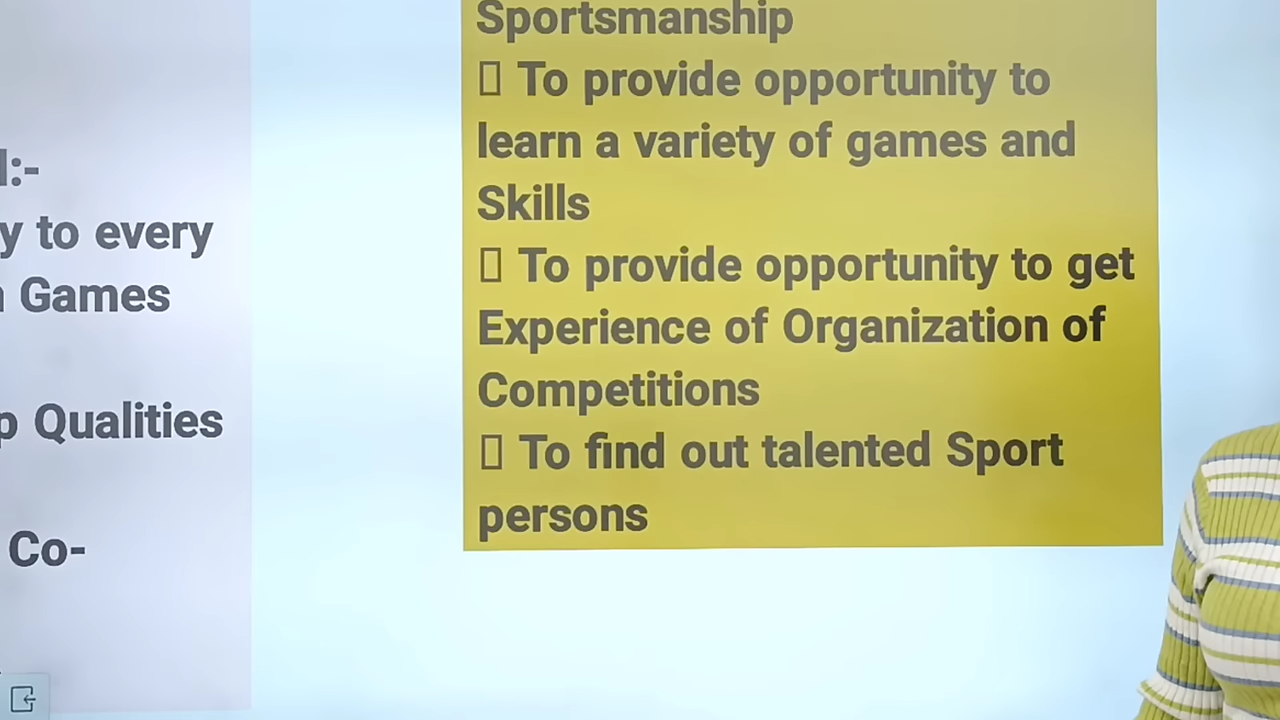 :-
to every
Games
Qualities
Co-
Sportsmanship
▯ To provide opportunity to
learn a variety of games and
Skills
▯ To provide opportunity to get
Experience of Organization of
Competitions
▯ To find out talented Sport
persons